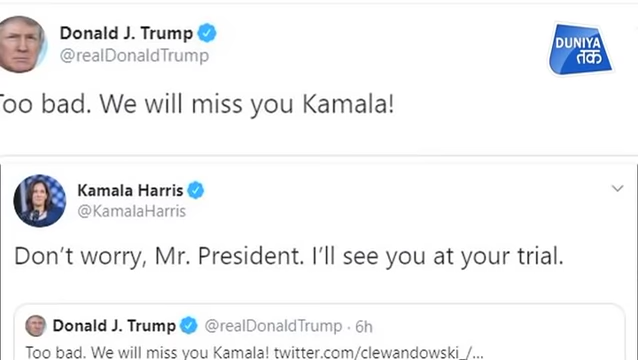 Donald J. Trump
@realDonaldTrump
DUNIYA
तक
Too bad. We will miss you Kamala!
Kamala Harris
@KamalaHarris
Don't worry, Mr. President. I'll see you at your trial.
Donald J. Trump @realDonaldTrump · 6h
Too bad. We will miss you Kamala! twitter.com/clewandowski_/...